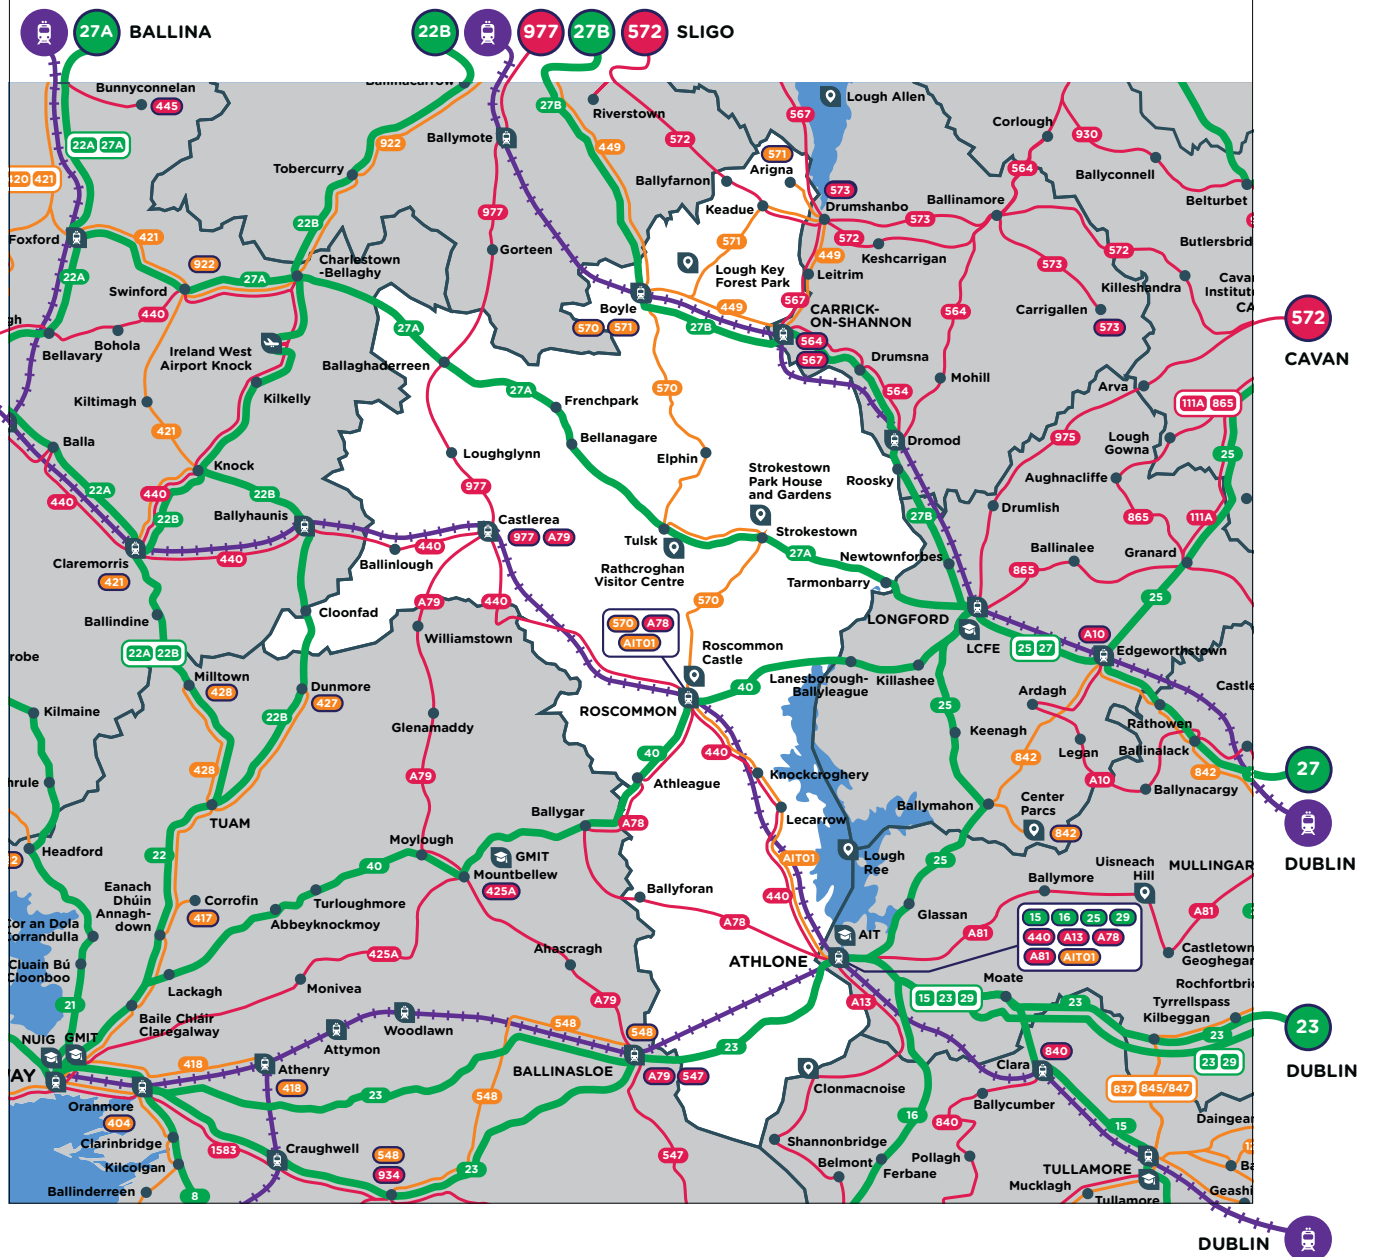 27A BALLINA
22B 977 27B 572 SLIGO
Bunnyconnelan
445
Ballinacarrow
Riverstown
Lough Allen
Corlough
930
Ballyconnell
Belturbet
22A 27A
420 421
Foxford
421
922
Tobercurry
22B
Ballymote
27B
449
572
567
571
Arigna
Ballyfarnon
Keadue
573
Drumshanbo
Ballinamore
564
977
Gorteen
571
Lough Key
Forest Park
449
572
573
Keshcarrigan
Leitrim
572
573
Killeshandra
Butlersbrid
Carrigallen
573
22A
922
Swinford
27A
Charlestown
-Bellaghy
440
Bellavary
Bohola
Ireland West
Airport Knock
Kilkelly
Kiltimagh
421
Boyle
570 571
449
27B
567
CARRICK-
ON-SHANNON
564
567
Drumsna
564
564
Mohill
572
CAVAN
27A
Ballaghaderreen
27A
Frenchpark
Bellanagare
570
Elphin
Arva
111A 865
975
Lough
Gowna
25
Balla
22A
440
Knock
440
22B
22B
Ballyhaunis
Loughglynn
977
Castlerea
977 A79
Strokestown
Park House
and Gardens
Strokestown
Dromod
Roosky
27B
Drumlish
Aughnacliffe
865
111A
Granard
Claremorris
421
440
440
Ballinlough
Tulsk
Rathcroghan
Visitor Centre
27A
Newtownforbes
Tarmonbarry
Ballinalee
865
25
Ballindine
22A 22B
Cloonfad
A79
440
Williamstown
570
570 A78
AIT01
LONGFORD
LCFE
25 27
A10
Edgeworthstown
Kilmaine
Milltown
428
Dunmore
427
22B
Glenamaddy
Roscommon
Castle
ROSCOMMON
40
Lanesborough-
Ballyleague
Killashee
25
Keenagh
Ardagh
Legan
842
A10
Rathowen
Ballinalack
842
Ballynacargy
27
DUBLIN
428
TUAM
A79
40
Athleague
440
Knockcroghery
Lecarrow
Ballymahon
Center
Parcs
842
Headford
22
Moylough
40
Ballygar
A78
GMIT
Mountbellew
425A
AIT01
Lough
Ree
25
Uisneach
Hill
MULLINGAR
Ballymore
A81
Eanach
Dhúin
Annagh-
down
Corrofin
417
Turloughmore
Abbeyknockmoy
Ballyforan
440
A78
Glassan
A81
15 16 25 29
440 A13 A78
A81 AIT01
Castletown
Geoghegan
Cor an Dola
Corrandulla
Cluain Bú
Cloonboo
21
Lackagh
425A
Monivea
Ahascragh
A79
AIT
ATHLONE
A13
15 23 29
Moate
23
Rochfortbri
Tyrrellspass
Kilbeggan
23
23 29
23
DUBLIN
NUIG GMIT
Baile Chláir
Claregalway
Woodlawn
Attymon
548
548
418
Athenry
418
23
BALLINASLOE
A79 547
23
Clonmacnoise
Clara
840
837 845/847
Oranmore
404
Clarinbridge
Kilcolgan
Ballinderreen
8
1583
Craughwell
548
934
548
23
547
Shannonbridge
Belmont
16
Ferbane
840
Ballycumber
Pollagh
15
TULLAMORE
Mucklagh
Tullamore
Daingean
Geashi
DUBLIN